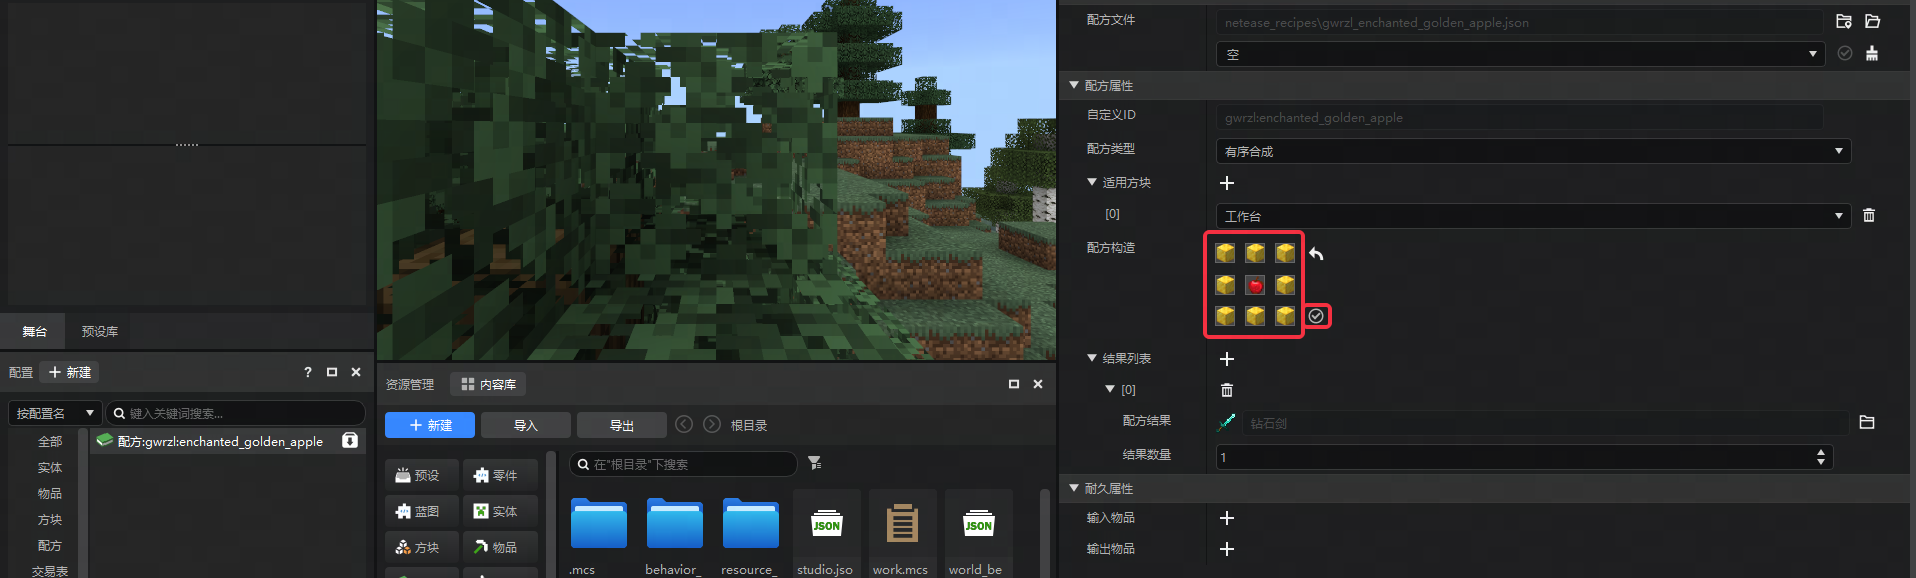 舞台
预设库
配置
新建
?
按配置名
键入关键词搜索...
全部
实体
物品
方块
配方
交易表
配方:gwrzl:enchanted_golden_apple
资源管理
内容库
新建
导入
导出
根目录
预设
零件
蓝图
实体
方块
物品
在"根目录"下搜索
.mcs
behavior_
resource_
JSON
studio.jso
work.mcs
JSON
world_be
配方文件
netease_recipes\gwrzl_enchanted_golden_apple.json
空
配方属性
自定义ID
gwrzl:enchanted_golden_apple
配方类型
有序合成
适用方块
[0]
工作台
配方构造
结果列表
[0]
配方结果
钻石剑
结果数量
1
耐久属性
输入物品
输出物品